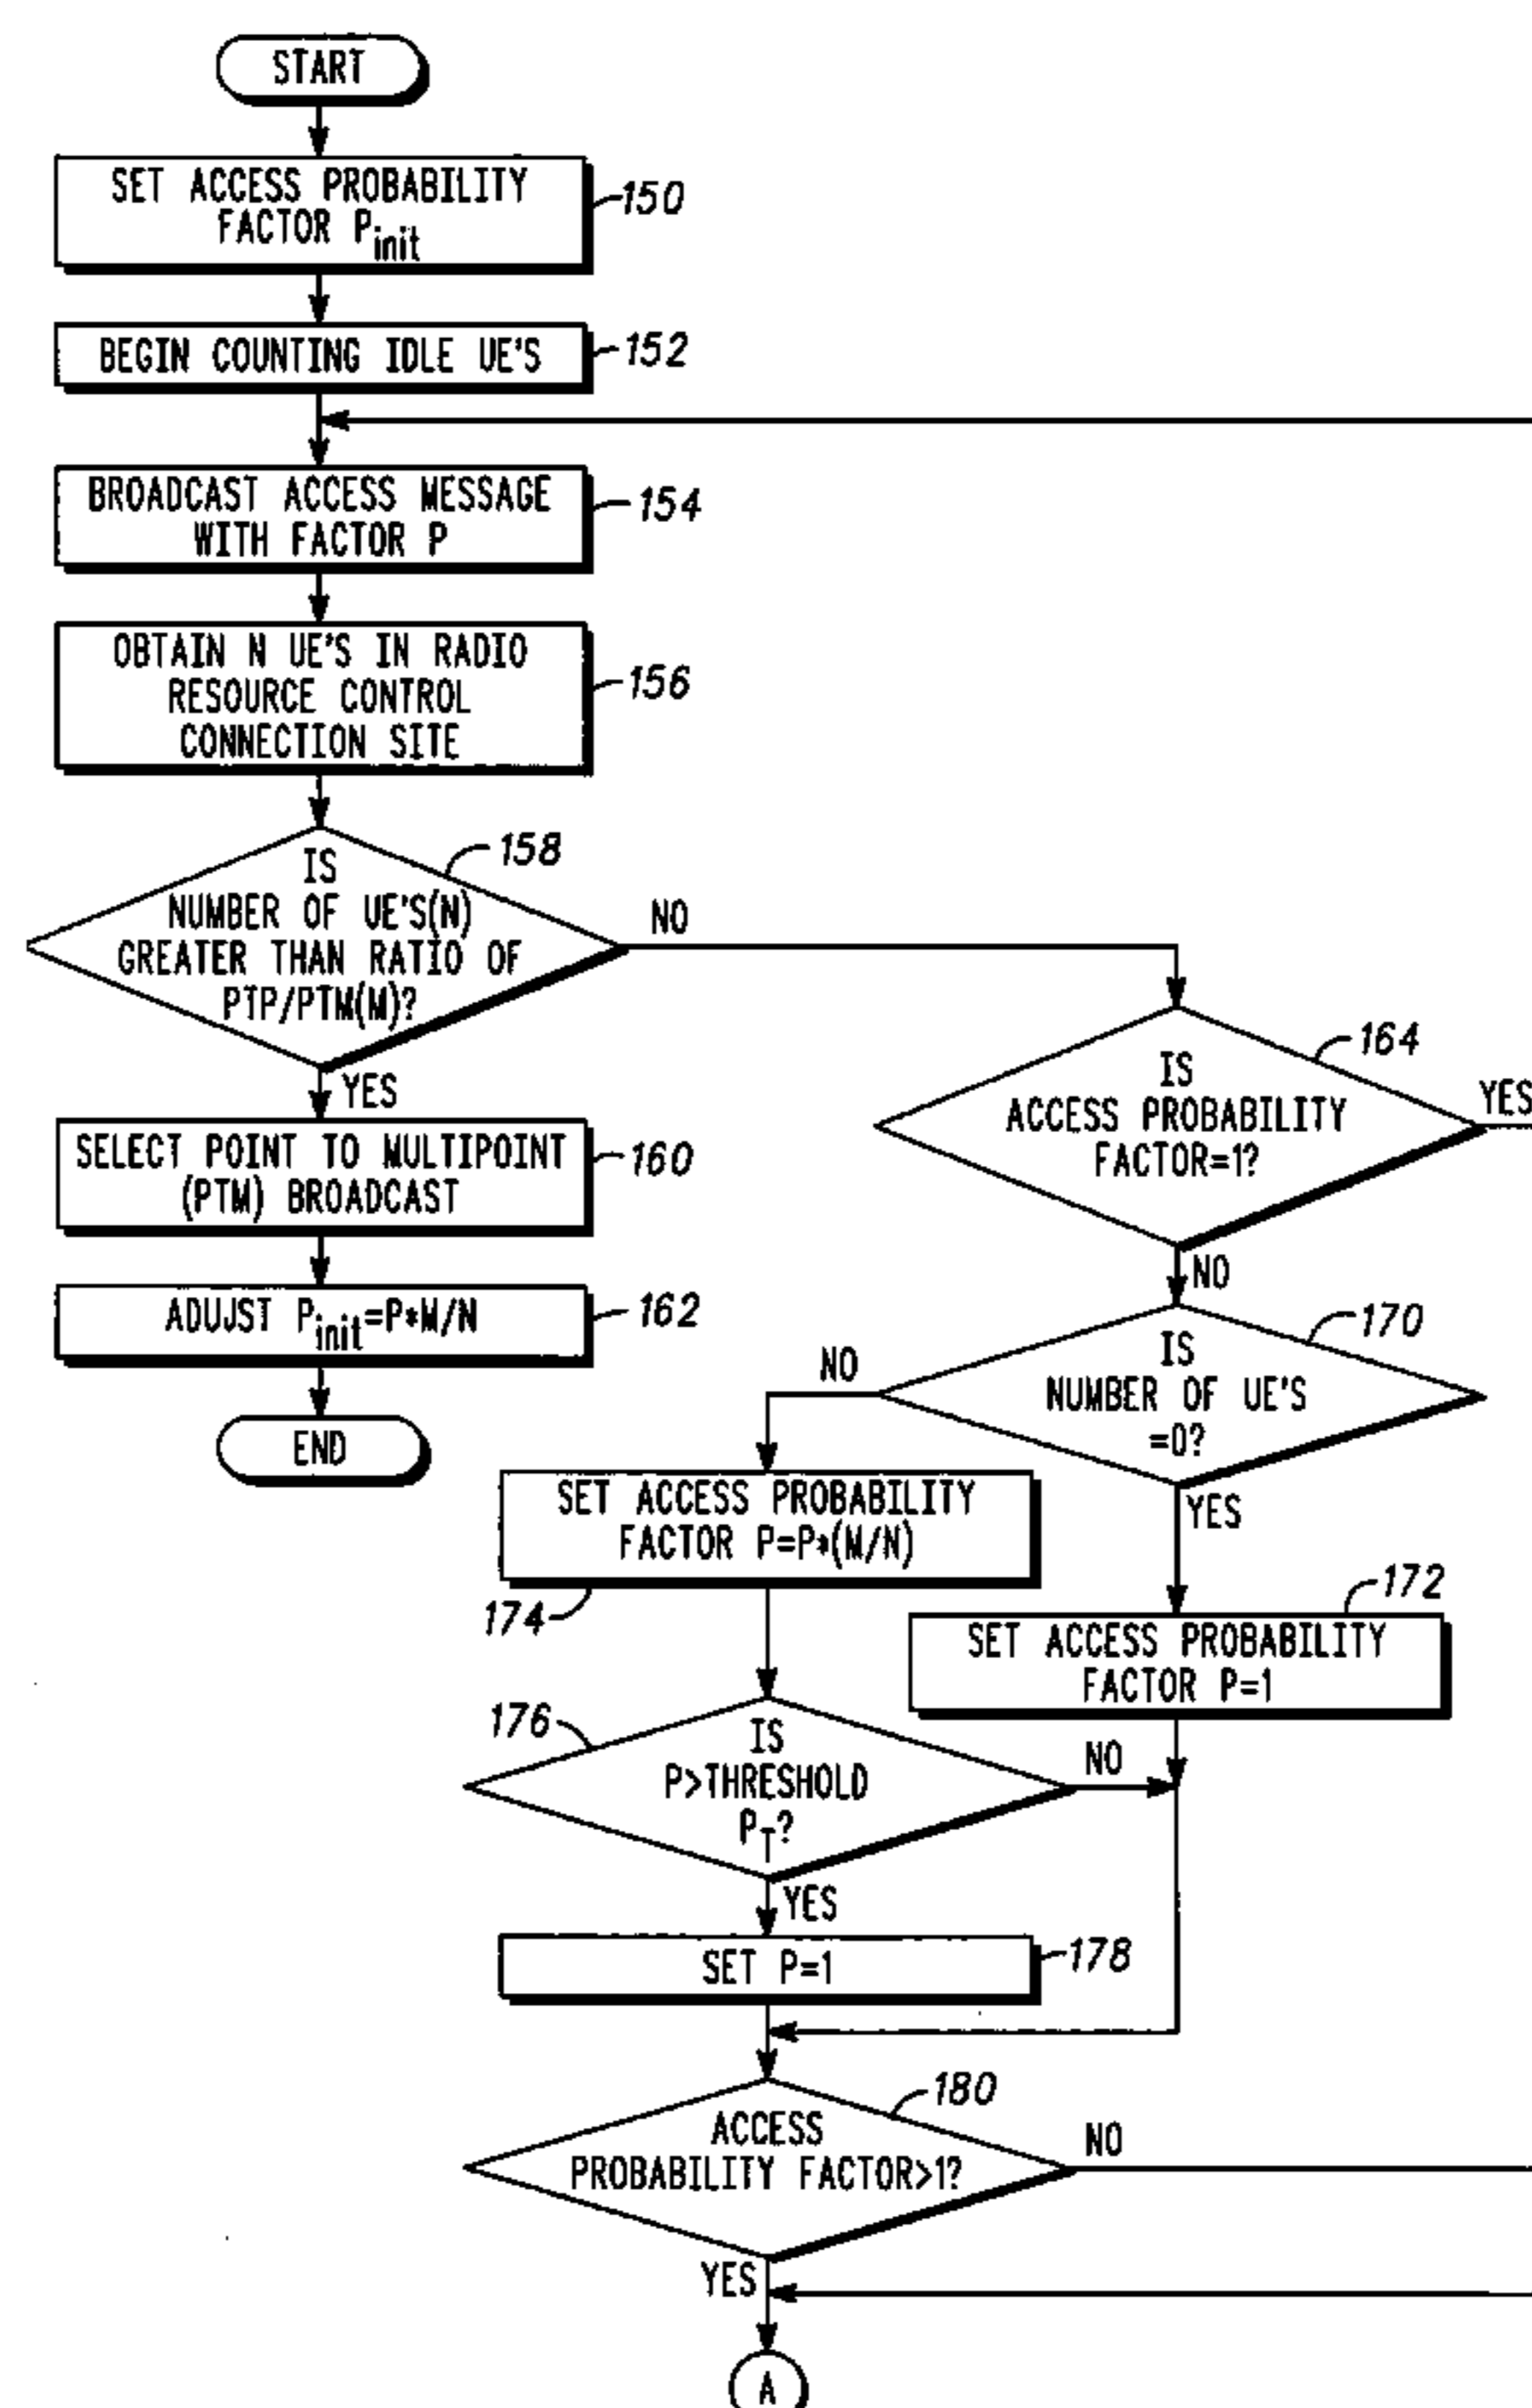 START
SET ACCESS PROBABILITY
FACTOR Pinit
150
BEGIN COUNTING IDLE UE'S
152
BROADCAST ACCESS MESSAGE
WITH FACTOR P
154
OBTAIN N UE'S IN RADIO
RESOURCE CONTROL
CONNECTION SITE
156
158
IS
NUMBER OF UE'S(N)
GREATER THAN RATIO OF
PTP/PTM(M)?
NO
YES
164
IS
ACCESS PROBABILITY
FACTOR=1?
YES
NO
SELECT POINT TO MULTIPOINT
(PTM) BROADCAST
160
ADUJST Pinit=P*M/N
162
END
170
IS
NUMBER OF UE'S
=0?
NO
YES
SET ACCESS PROBABILITY
FACTOR P=P*(M/N)
174
172
SET ACCESS PROBABILITY
FACTOR P=1
176
IS
P>THRESHOLD
PT?
NO
YES
SET P=1
178
180
ACCESS
PROBABILITY FACTOR>1?
NO
YES
A